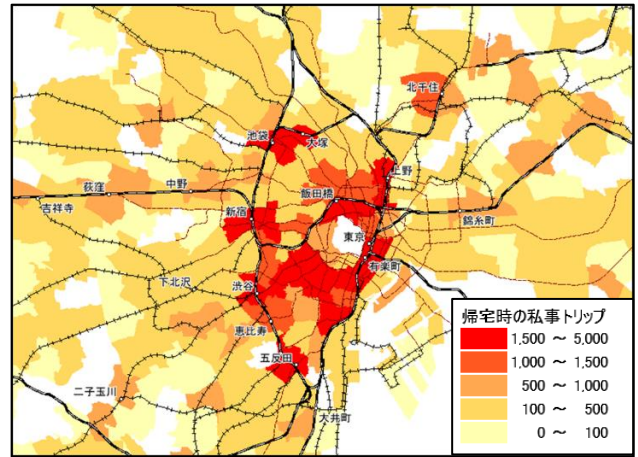 北千住
池袋
大塚
上野
荻窪
中野
飯田橋
吉祥寺
新宿
錦糸町
東京
有楽町
下北沢
渋谷
恵比寿
五反田
二子玉川
大井町
帰宅時の私事トリップ
1,500 ～ 5,000
1,000 ～ 1,500
500 ～ 1,000
100 ～ 500
0 ～ 100